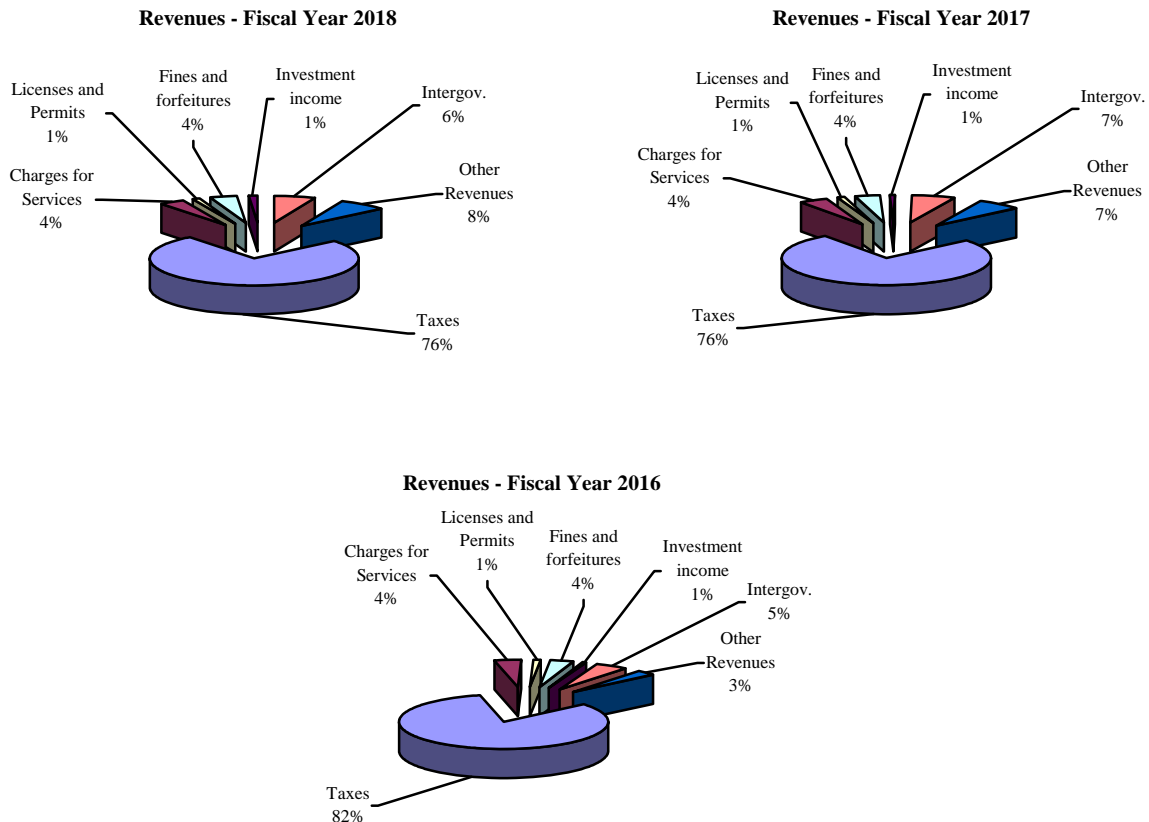 Revenues - Fiscal Year 2018
Licenses and
Permits
1%
Fines and
forfeitures
4%
Investment
income
1%
Intergov.
6%
Charges for
Services
4%
Other
Revenues
8%
Taxes
76%
Revenues - Fiscal Year 2017
Licenses and
Permits
1%
Fines and
forfeitures
4%
Investment
income
1%
Intergov.
7%
Charges for
Services
4%
Other
Revenues
7%
Taxes
76%
Revenues - Fiscal Year 2016
Charges for
Services
4%
Licenses and
Permits
1%
Fines and
forfeitures
4%
Investment
income
1%
Intergov.
5%
Other
Revenues
3%
Taxes
82%